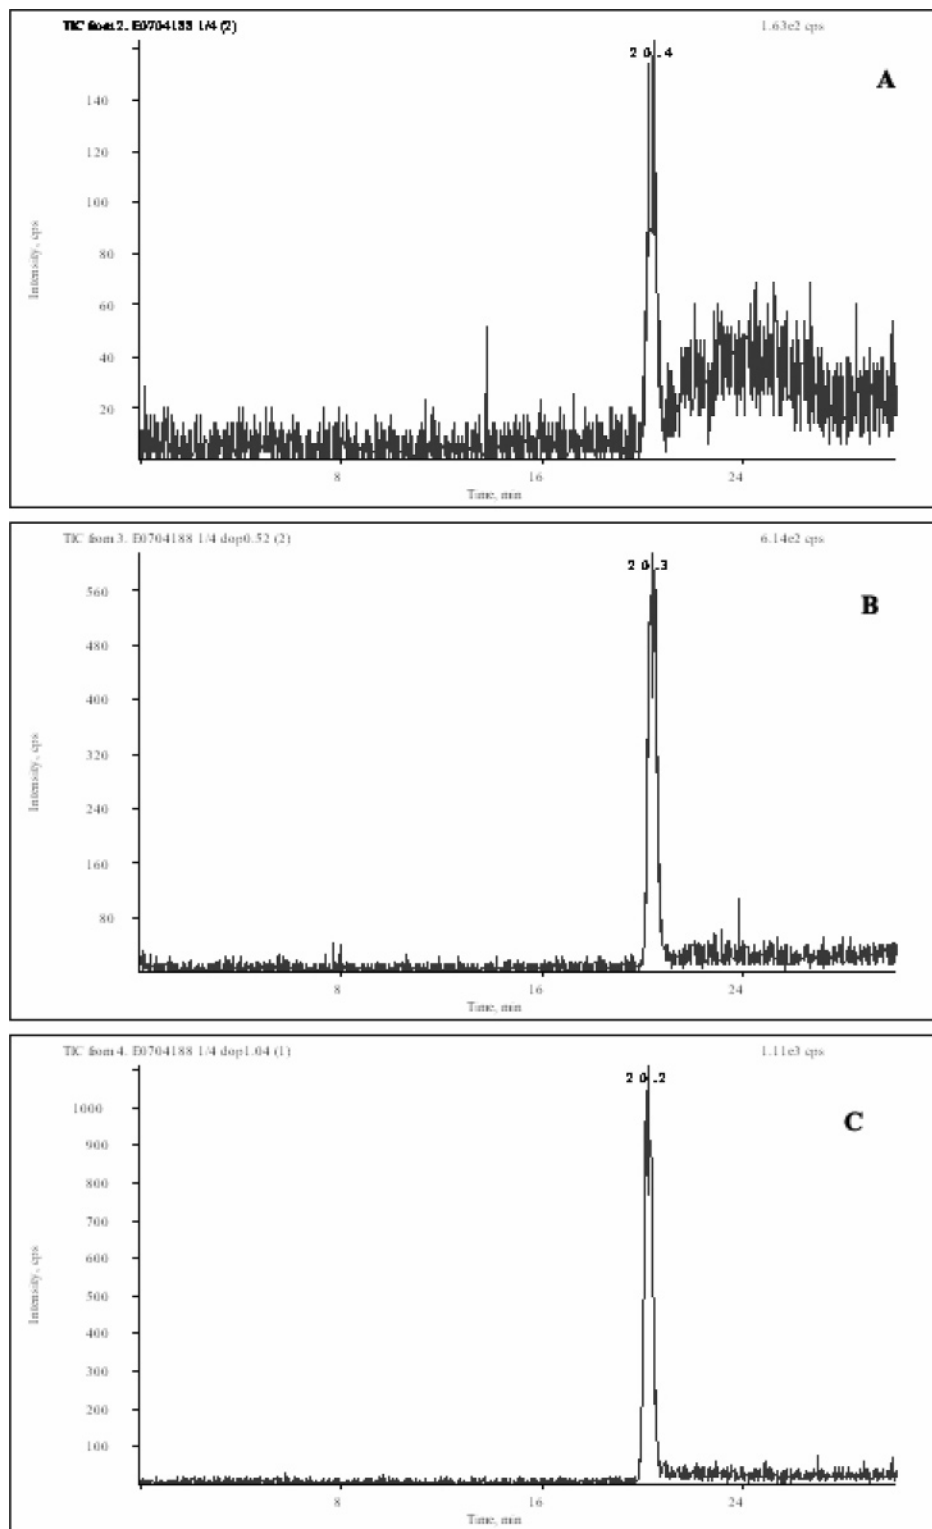 TIC from 2. E0704188 1/4 (2) 1.63e2 cps
20.4
A
140
120
100
80
60
40
20
Intensity, cps
8 16 24
Time, min
TIC from 3. E0704188 1/4 dop0.52 (2) 6.14e2 cps
20.3
B
560
480
400
320
240
160
80
Intensity, cps
8 16 24
Time, min
TIC from 4. E0704188 1/4 dop1.04 (1) 1.11e3 cps
20.2
C
1000
900
800
700
600
500
400
300
200
100
Intensity, cps
8 16 24
Time, min